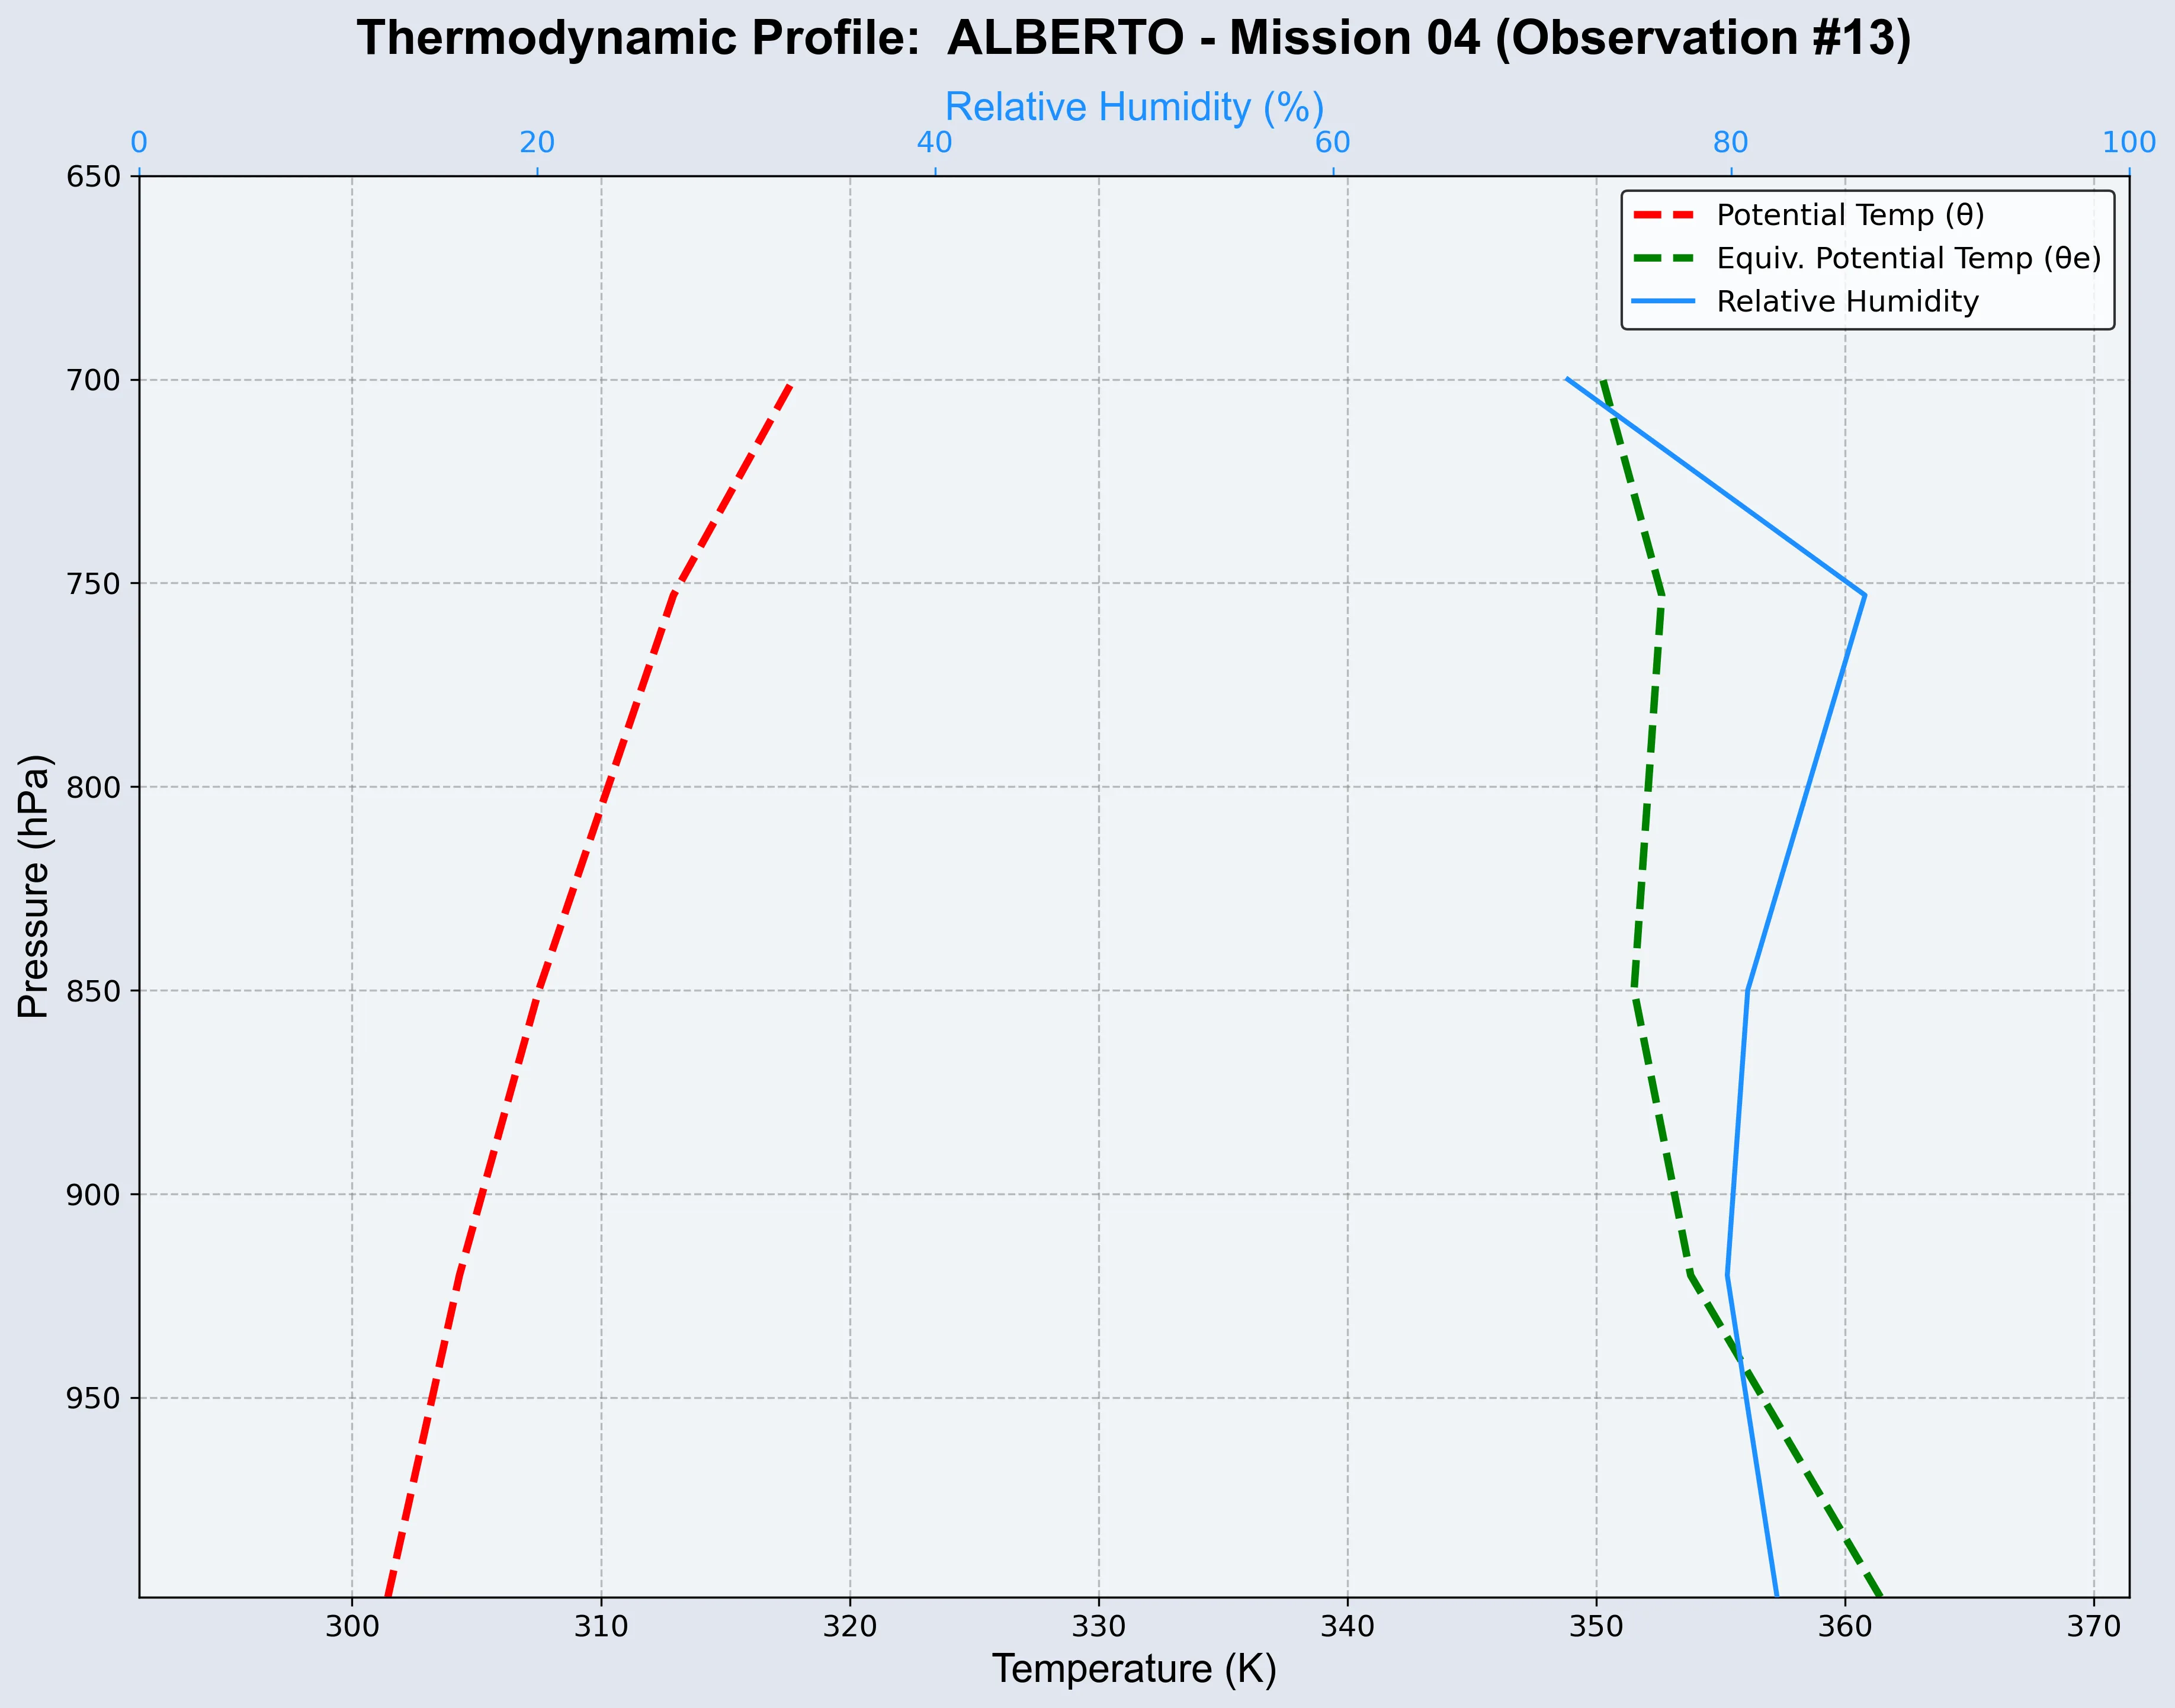 Thermodynamic Profile:  ALBERTO - Mission 04 (Observation #13)
Relative Humidity (%)
0 20 40 60 80 100
Potential Temp (θ)
Equiv. Potential Temp (θe)
Relative Humidity
Pressure (hPa)
650
700
750
800
850
900
950
300 310 320 330 340 350 360 370
Temperature (K)